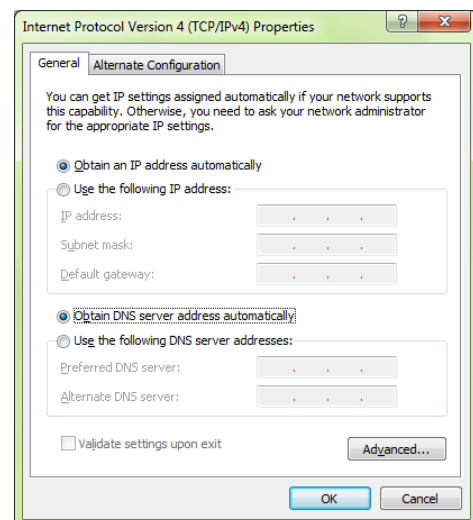 Internet Protocol Version 4 (TCP/IPv4) Properties
General
Alternate Configuration
You can get IP settings assigned automatically if your network supports
this capability. Otherwise, you need to ask your network administrator
for the appropriate IP settings.
Obtain an IP address automatically
Use the following IP address:
IP address:
Subnet mask:
Default gateway:
Obtain DNS server address automatically
Use the following DNS server addresses:
Preferred DNS server:
Alternate DNS server:
Validate settings upon exit
Advanced...
OK
Cancel